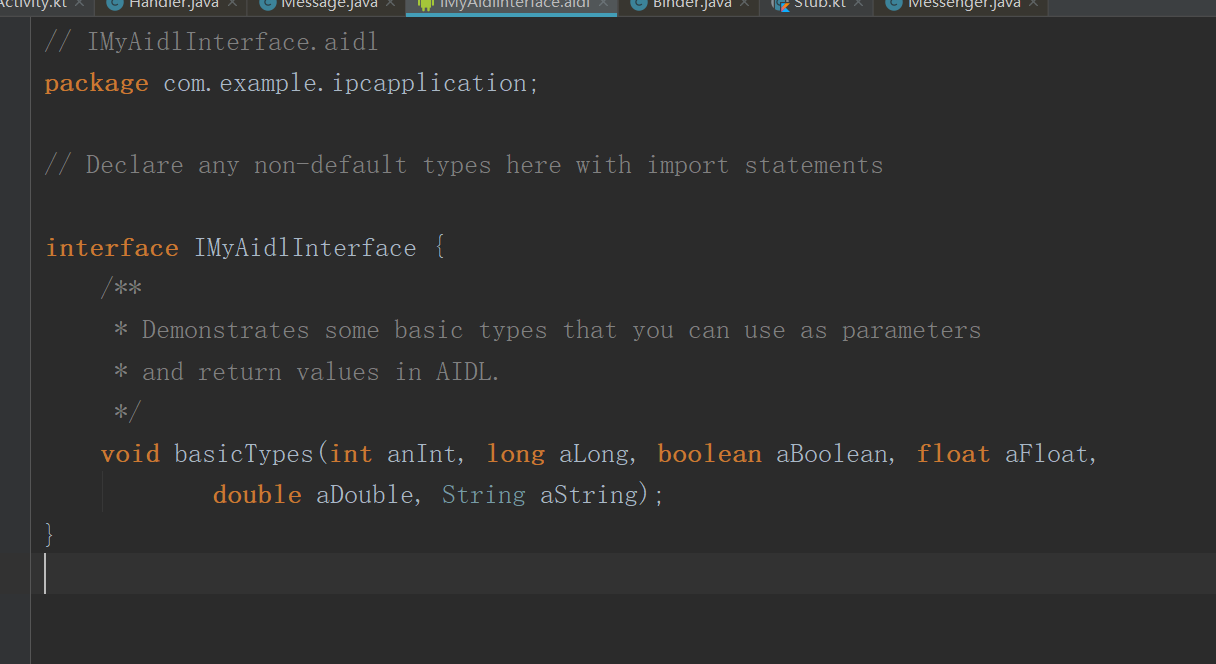 Activity.kt Handler.java Message.java IMyAidlInterface.aidl Binder.java Stub.kt Messenger.java
// IMyAidlInterface.aidl
package com.example.ipcapplication;
// Declare any non-default types here with import statements
interface IMyAidlInterface {
/**
* Demonstrates some basic types that you can use as parameters
* and return values in AIDL.
*/
void basicTypes(int anInt, long aLong, boolean aBoolean, float aFloat,
double aDouble, String aString);
}